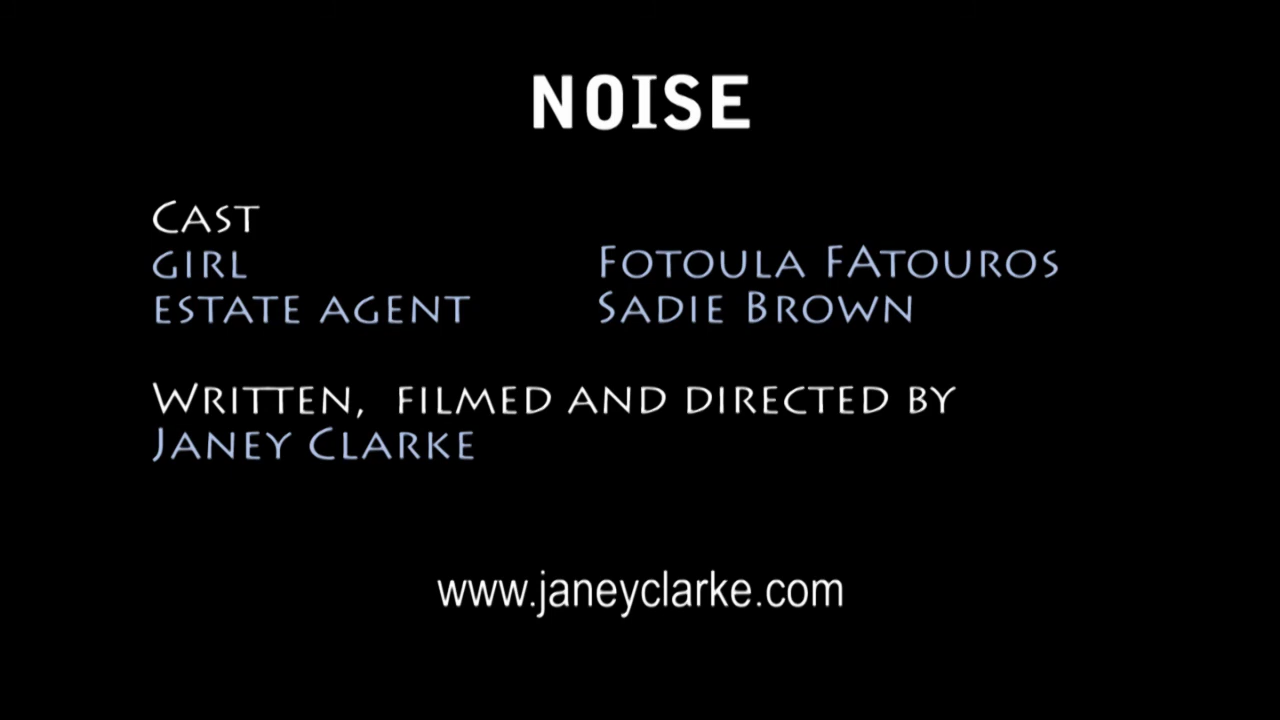 NOISE
CAST
GIRL FOTOULA FATOUROS
ESTATE AGENT SADIE BROWN
WRITTEN, FILMED AND DIRECTED BY
JANEY CLARKE
www.janeyclarke.com